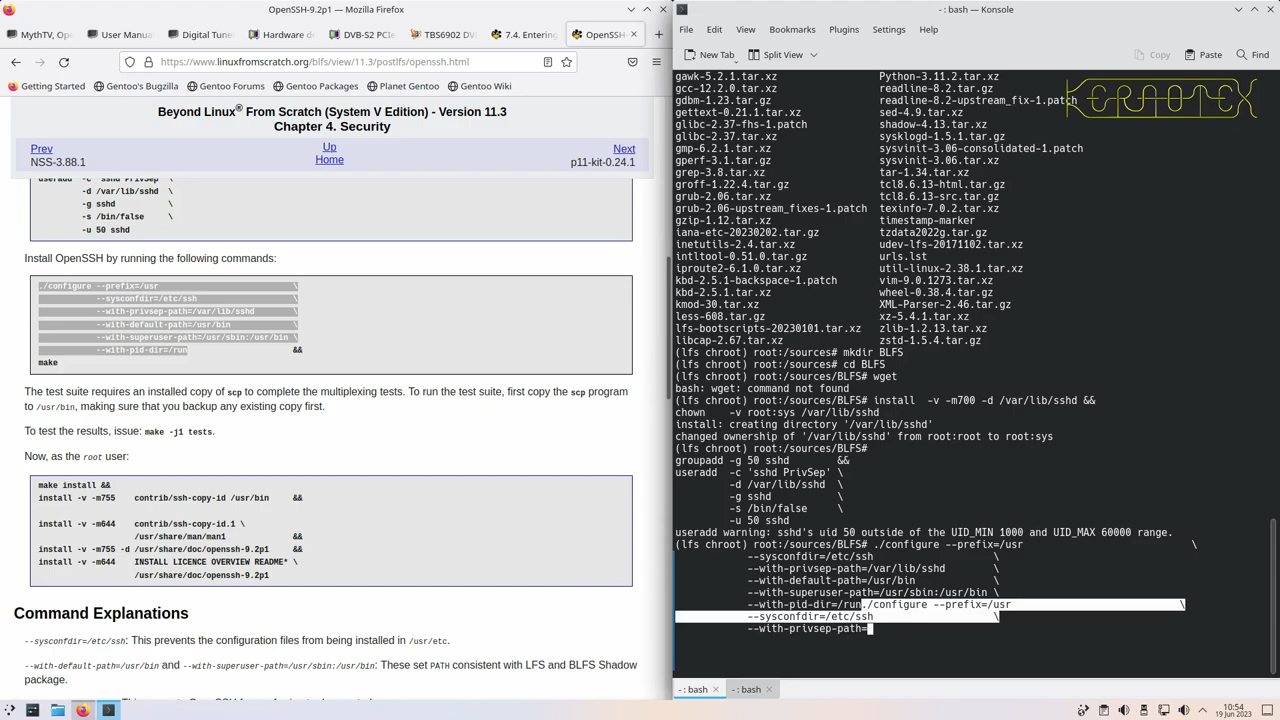 OpenSSH-9.2p1 — Mozilla Firefox
MythTV, Ope
User Manua
Digital Tune
Hardware d
DVB-S2 PCIe
TBS6902 DV
7.4. Entering
OpenSSH-
https://www.linuxfromscratch.org/blfs/view/11.3/postlfs/openssh.html
Getting Started
Gentoo's Bugzilla
Gentoo Forums
Gentoo Packages
Planet Gentoo
Gentoo Wiki
Beyond Linux® From Scratch (System V Edition) - Version 11.3
Chapter 4. Security
Prev Up Next
NSS-3.88.1 Home p11-kit-0.24.1
useradd -c 'sshd PrivSep' \
-d /var/lib/sshd \
-g sshd \
-s /bin/false \
-u 50 sshd
Install OpenSSH by running the following commands:
./configure --prefix=/usr \
--sysconfdir=/etc/ssh \
--with-privsep-path=/var/lib/sshd \
--with-default-path=/usr/bin \
--with-superuser-path=/usr/sbin:/usr/bin \
--with-pid-dir=/run &&
make
The test suite requires an installed copy of scp to complete the multiplexing tests. To run the test suite, first copy the scp program
to /usr/bin, making sure that you backup any existing copy first.
To test the results, issue: make -j1 tests.
Now, as the root user:
make install &&
install -v -m755 contrib/ssh-copy-id /usr/bin &&
install -v -m644 contrib/ssh-copy-id.1 \
/usr/share/man/man1 &&
install -v -m755 -d /usr/share/doc/openssh-9.2p1 &&
install -v -m644 INSTALL LICENCE OVERVIEW README* \
/usr/share/doc/openssh-9.2p1
Command Explanations
--sysconfdir=/etc/ssh: This prevents the configuration files from being installed in /usr/etc.
--with-default-path=/usr/bin and --with-superuser-path=/usr/sbin:/usr/bin: These set PATH consistent with LFS and BLFS Shadow
package.
- : bash — Konsole
File Edit View Bookmarks Plugins Settings Help
New Tab Split View Copy Paste Find
CRAOTEX
gawk-5.2.1.tar.xz Python-3.11.2.tar.xz
gcc-12.2.0.tar.xz readline-8.2.tar.gz
gdbm-1.23.tar.gz readline-8.2-upstream_fix-1.patch
gettext-0.21.1.tar.xz sed-4.9.tar.xz
glibc-2.37-fhs-1.patch shadow-4.13.tar.xz
glibc-2.37.tar.xz sysklogd-1.5.1.tar.gz
gmp-6.2.1.tar.xz sysvinit-3.06-consolidated-1.patch
gperf-3.1.tar.gz sysvinit-3.06.tar.xz
grep-3.8.tar.xz tar-1.34.tar.xz
groff-1.22.4.tar.gz tcl8.6.13-html.tar.gz
grub-2.06.tar.xz tcl8.6.13-src.tar.gz
grub-2.06-upstream_fixes-1.patch texinfo-7.0.2.tar.xz
gzip-1.12.tar.xz timestamp-marker
iana-etc-20230202.tar.gz tzdata2022g.tar.gz
inetutils-2.4.tar.xz udev-lfs-20171102.tar.xz
intltool-0.51.0.tar.gz urls.lst
iproute2-6.1.0.tar.xz util-linux-2.38.1.tar.xz
kbd-2.5.1-backspace-1.patch vim-9.0.1273.tar.xz
kbd-2.5.1.tar.xz wheel-0.38.4.tar.gz
kmod-30.tar.xz XML-Parser-2.46.tar.gz
less-608.tar.gz xz-5.4.1.tar.xz
lfs-bootscripts-20230101.tar.xz zlib-1.2.13.tar.xz
libcap-2.67.tar.xz zstd-1.5.4.tar.gz
(lfs chroot) root:/sources# mkdir BLFS
(lfs chroot) root:/sources# cd BLFS
(lfs chroot) root:/sources/BLFS# wget
bash: wget: command not found
(lfs chroot) root:/sources/BLFS# install -v -m700 -d /var/lib/sshd &&
chown -v root:sys /var/lib/sshd
install: creating directory '/var/lib/sshd'
changed ownership of '/var/lib/sshd' from root:root to root:sys
(lfs chroot) root:/sources/BLFS#
groupadd -g 50 sshd &&
useradd -c 'sshd PrivSep' \
-d /var/lib/sshd \
-g sshd \
-s /bin/false \
-u 50 sshd
useradd warning: sshd's uid 50 outside of the UID_MIN 1000 and UID_MAX 60000 range.
(lfs chroot) root:/sources/BLFS# ./configure --prefix=/usr \
--sysconfdir=/etc/ssh \
--with-privsep-path=/var/lib/sshd \
--with-default-path=/usr/bin \
--with-superuser-path=/usr/sbin:/usr/bin \
--with-pid-dir=/run./configure --prefix=/usr \
--sysconfdir=/etc/ssh \
--with-privsep-path=
- : bash
- : bash
10:54
19 Jun 2023